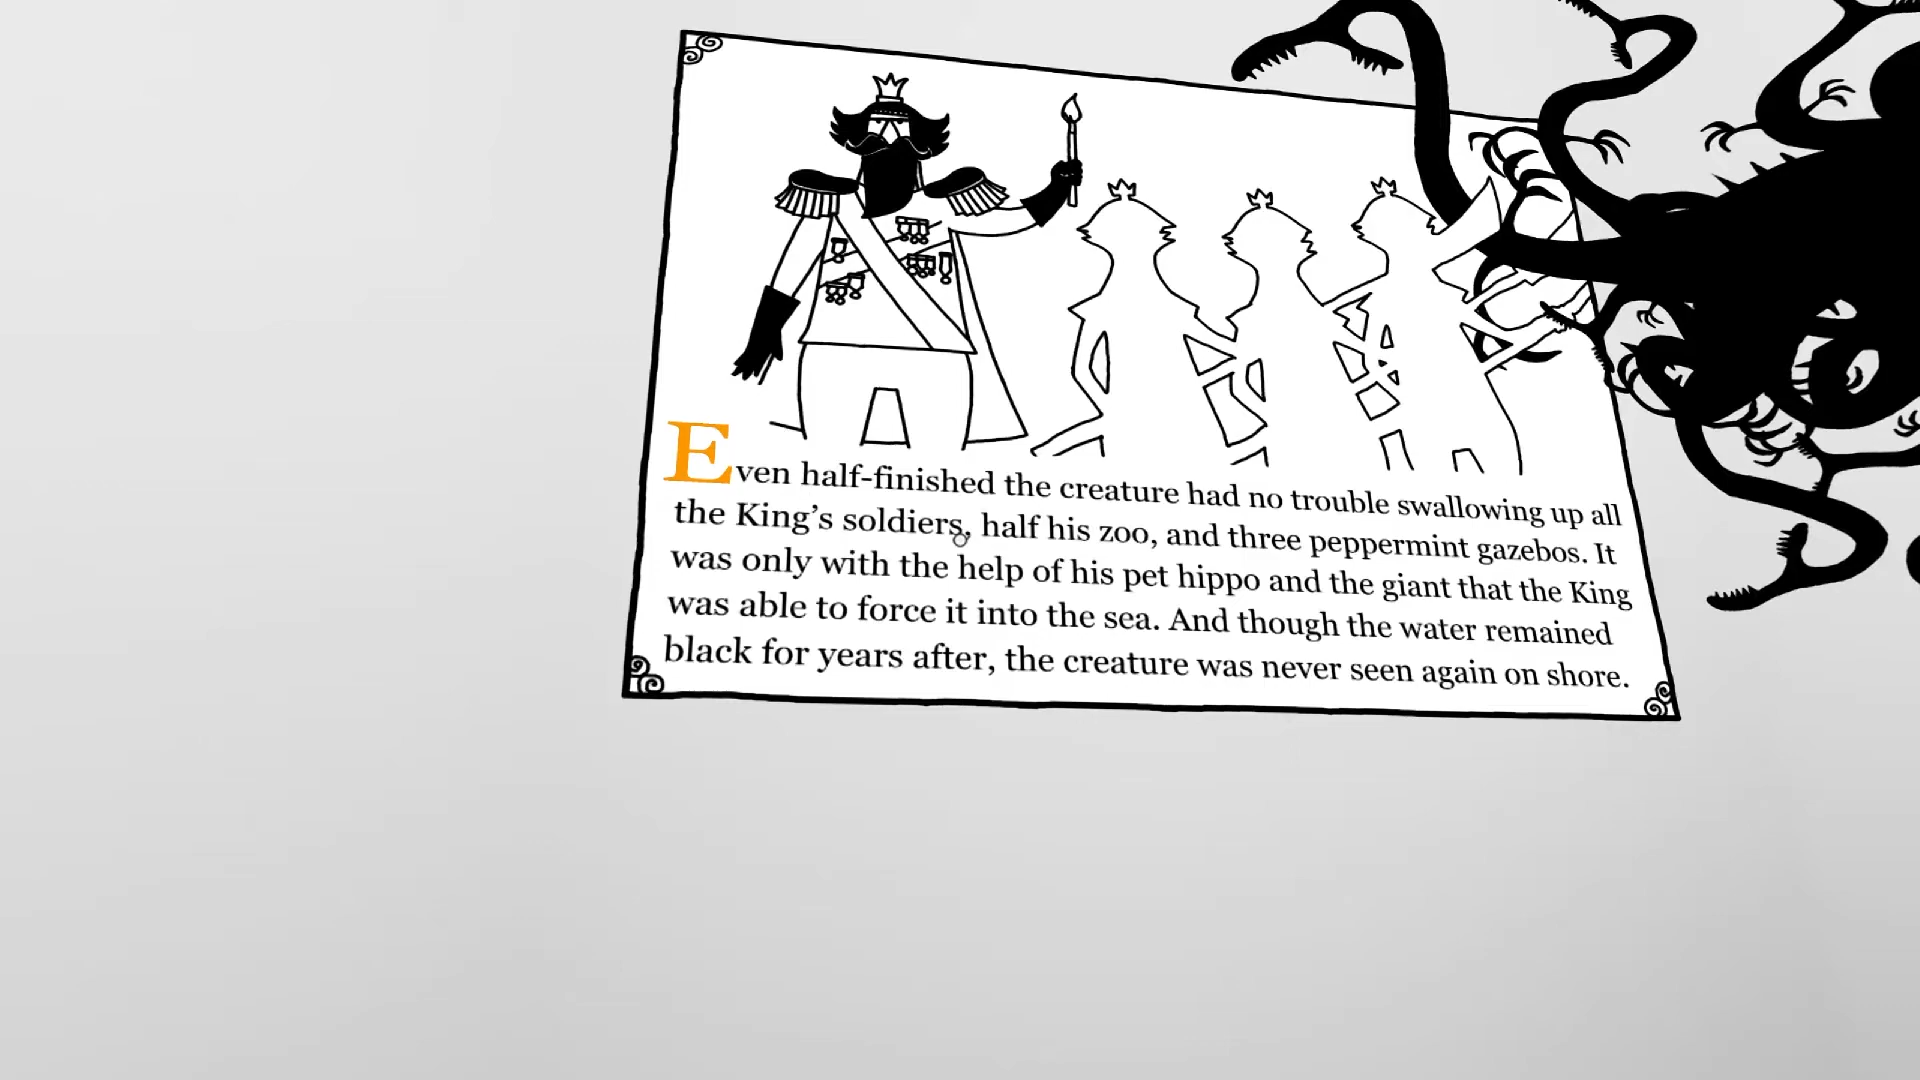 Even half-finished the creature had no trouble swallowing up all
the King's soldiers, half his zoo, and three peppermint gazebos. It
was only with the help of his pet hippo and the giant that the King
was able to force it into the sea. And though the water remained
black for years after, the creature was never seen again on shore.